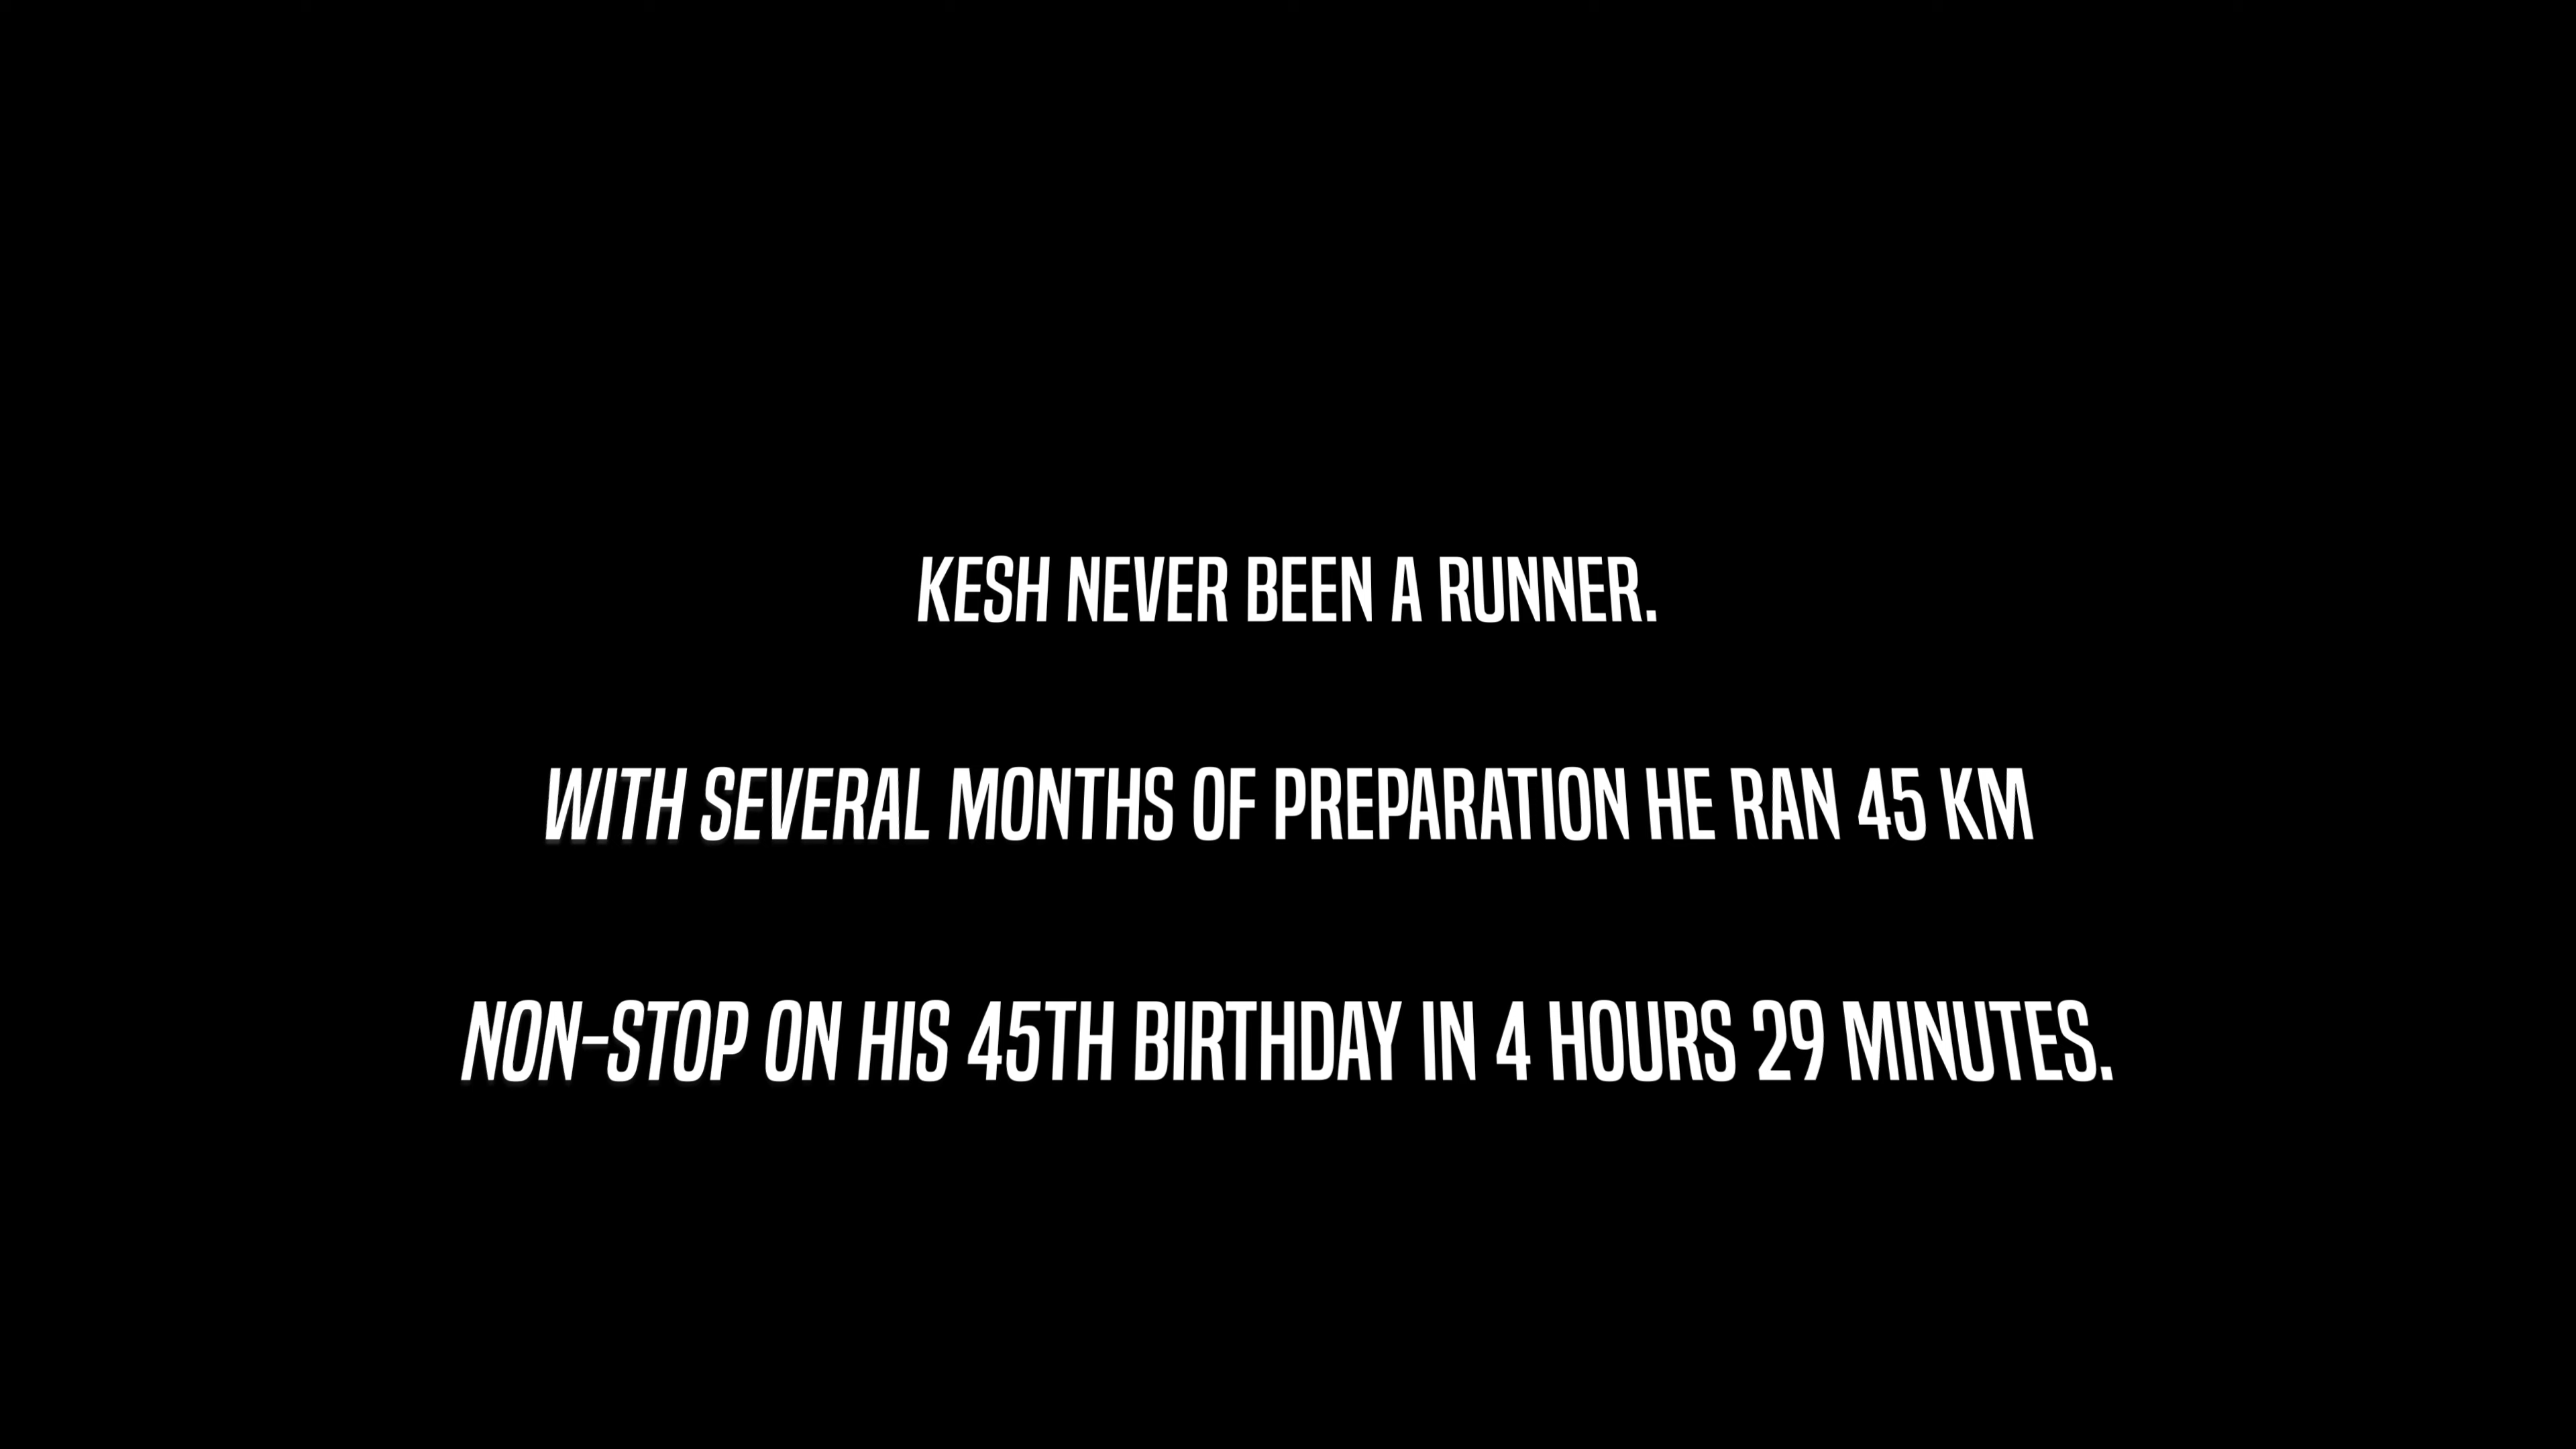 KESH NEVER BEEN A RUNNER.
WITH SEVERAL MONTHS OF PREPARATION HE RAN 45 KM
NON-STOP ON HIS 45TH BIRTHDAY IN 4 HOURS 29 MINUTES.